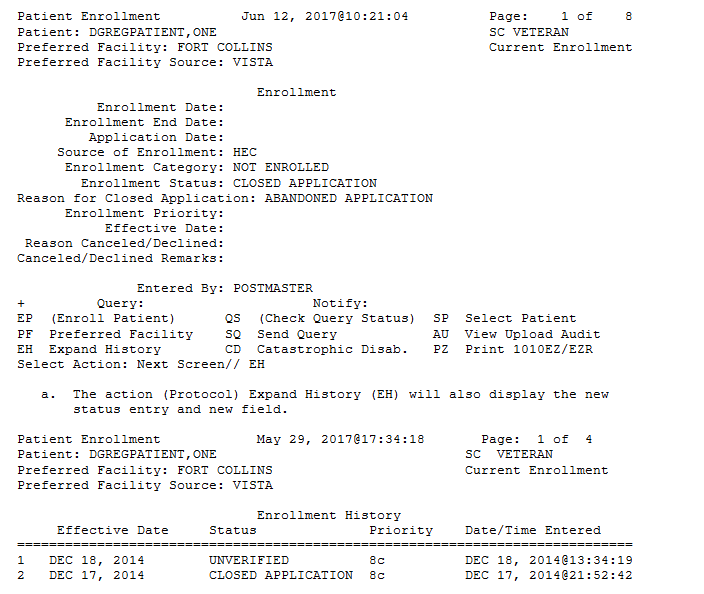 Patient Enrollment Jun 12, 2017@10:21:04 Page: 1 of 8
Patient: DGREGPATIENT,ONE SC VETERAN
Preferred Facility: FORT COLLINS Current Enrollment
Preferred Facility Source: VISTA
Enrollment
Enrollment Date:
Enrollment End Date:
Application Date:
Source of Enrollment: HEC
Enrollment Category: NOT ENROLLED
Enrollment Status: CLOSED APPLICATION
Reason for Closed Application: ABANDONED APPLICATION
Enrollment Priority:
Effective Date:
Reason Canceled/Declined:
Canceled/Declined Remarks:
Entered By: POSTMASTER
+ Query: Notify:
EP (Enroll Patient) QS (Check Query Status) SP Select Patient
PF Preferred Facility SQ Send Query AU View Upload Audit
EH Expand History CD Catastrophic Disab. PZ Print 1010EZ/EZR
Select Action: Next Screen// EH
a. The action (Protocol) Expand History (EH) will also display the new
status entry and new field.
Patient Enrollment May 29, 2017@17:34:18 Page: 1 of 4
Patient: DGREGPATIENT,ONE SC VETERAN
Preferred Facility: FORT COLLINS Current Enrollment
Preferred Facility Source: VISTA
Enrollment History
Effective Date Status Priority Date/Time Entered
=============================================================================
1 DEC 18, 2014 UNVERIFIED 8c DEC 18, 2014@13:34:19
2 DEC 17, 2014 CLOSED APPLICATION 8c DEC 17, 2014@21:52:42